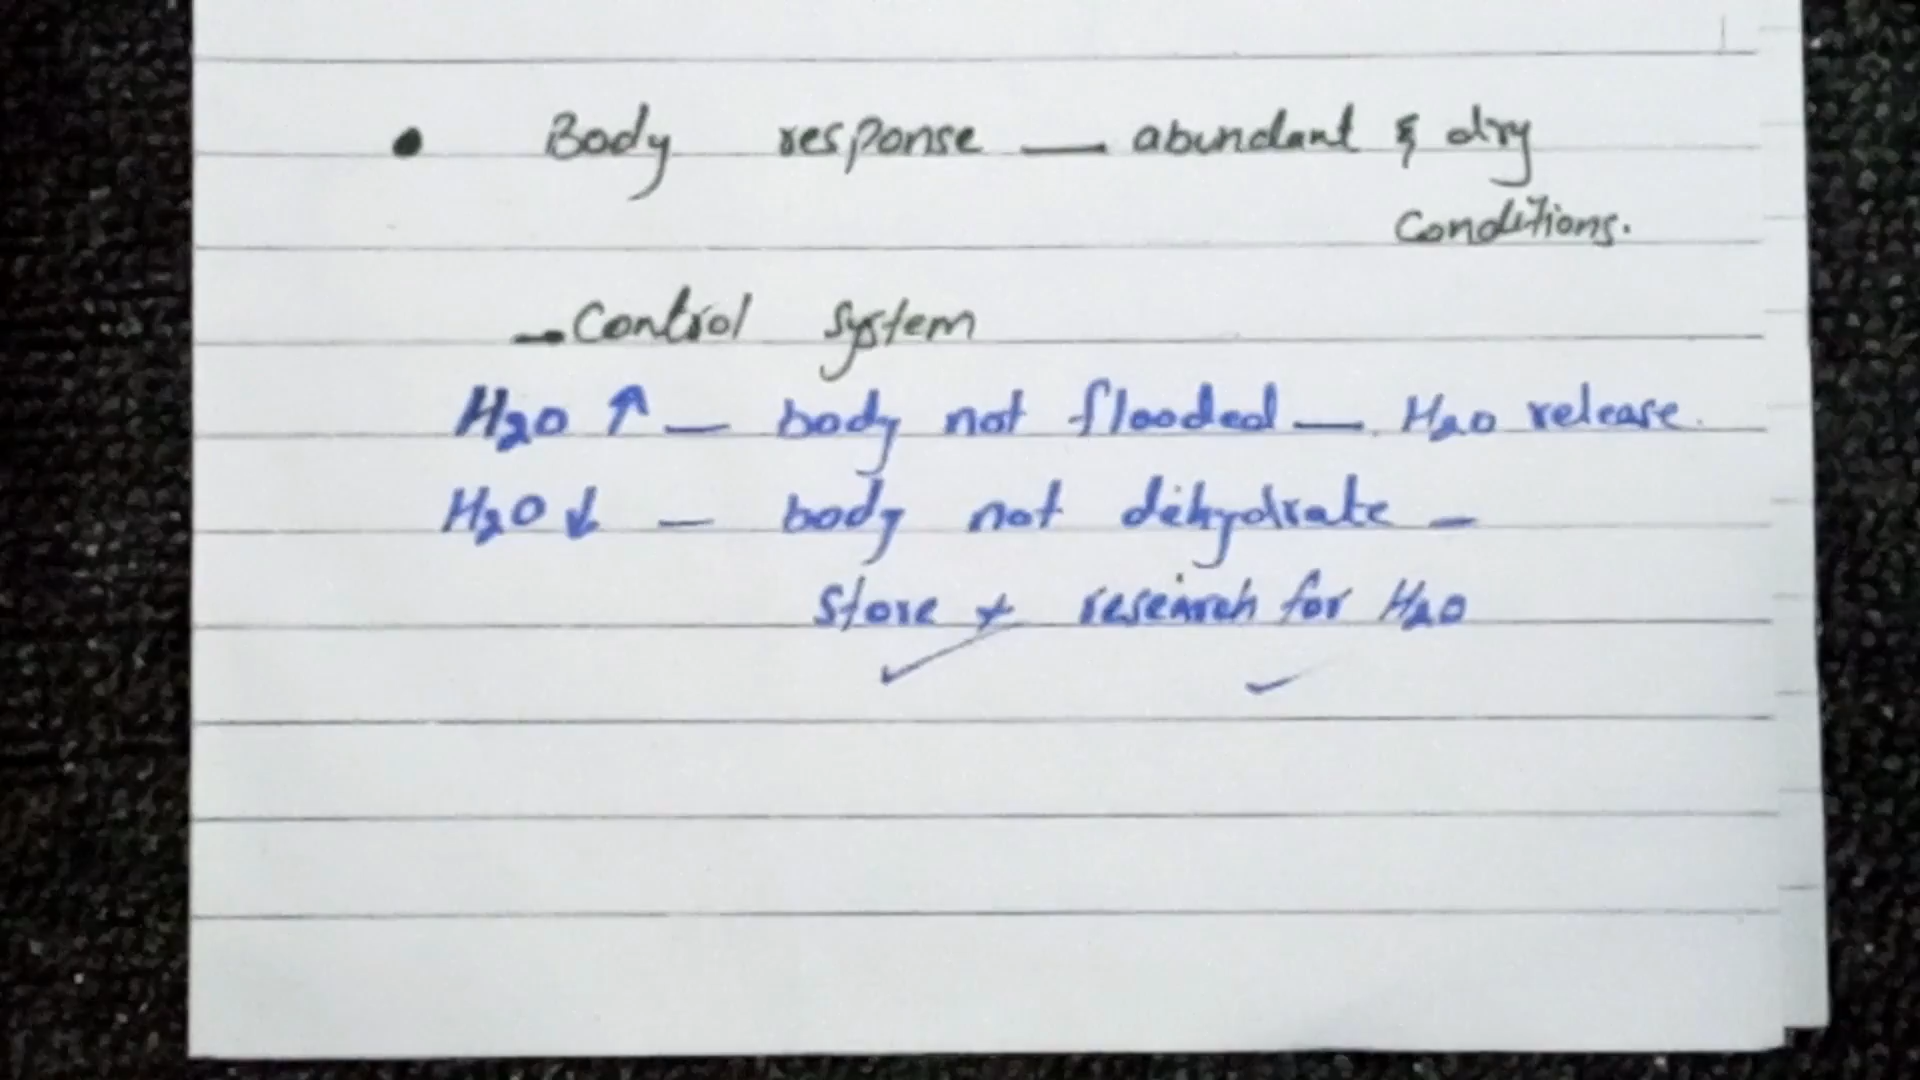 • Body response — abundant & dry
Conditions.
– Control system
H2O ↑ – body not flooded – H2O release.
H2O ↓ – body not dehydrate –
Store + research for H2O